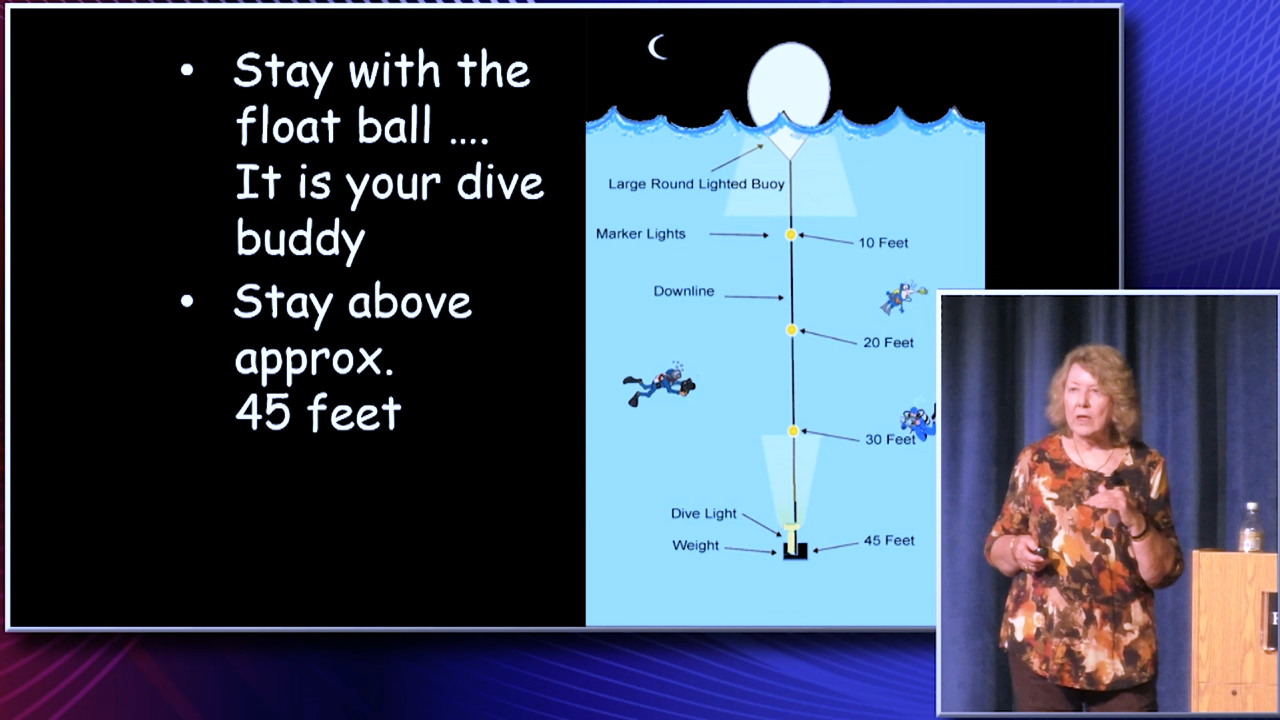 • Stay with the
float ball ....
It is your dive
buddy
• Stay above
approx.
45 feet
Large Round Lighted Buoy
Marker Lights
10 Feet
Downline
20 Feet
30 Feet
Dive Light
Weight
45 Feet